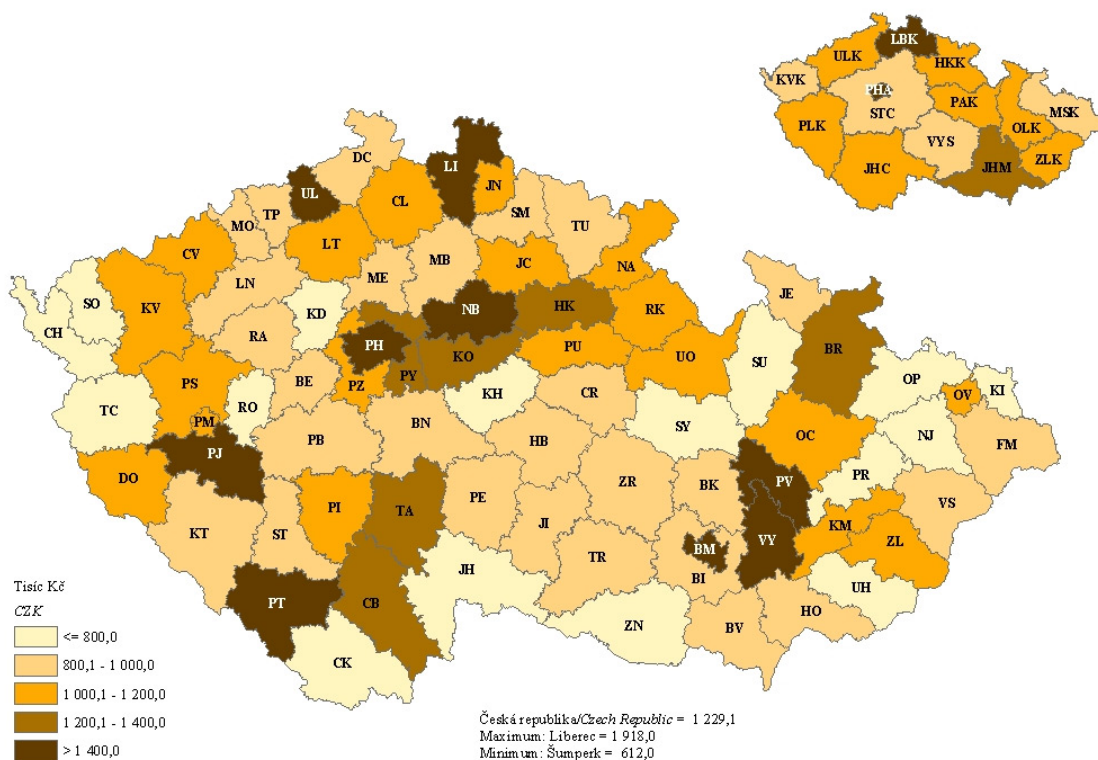 LBK
ULK
HKK
KVK
PHA
STC
PAK
MSK
PLK
OLK
VYS
JHC
JHM
ZLK
DC
LI
UL
JN
TP
CL
SM
MO
TU
CV
LT
MB
JC
NA
ME
LN
SO
KV
KD
NB
HK
JE
CH
RA
RK
PH
KO
PU
UO
BR
SU
PS
BE
PZ
PY
OP
KI
OV
TC
RO
KH
CR
PM
BN
SY
OC
NJ
FM
PB
HB
PJ
PR
DO
PV
ZR
BK
VS
PI
TA
PE
KM
KT
ST
JI
VY
ZL
BM
TR
JH
BI
UH
PT
CB
HO
ZN
BV
CK
Tisíc Kč
CZK
<= 800,0
800,1 - 1 000,0
1 000,1 - 1 200,0
1 200,1 - 1 400,0
> 1 400,0
Česká republika/Czech Republic = 1 229,1
Maximum: Liberec = 1 918,0
Minimum: Šumperk = 612,0